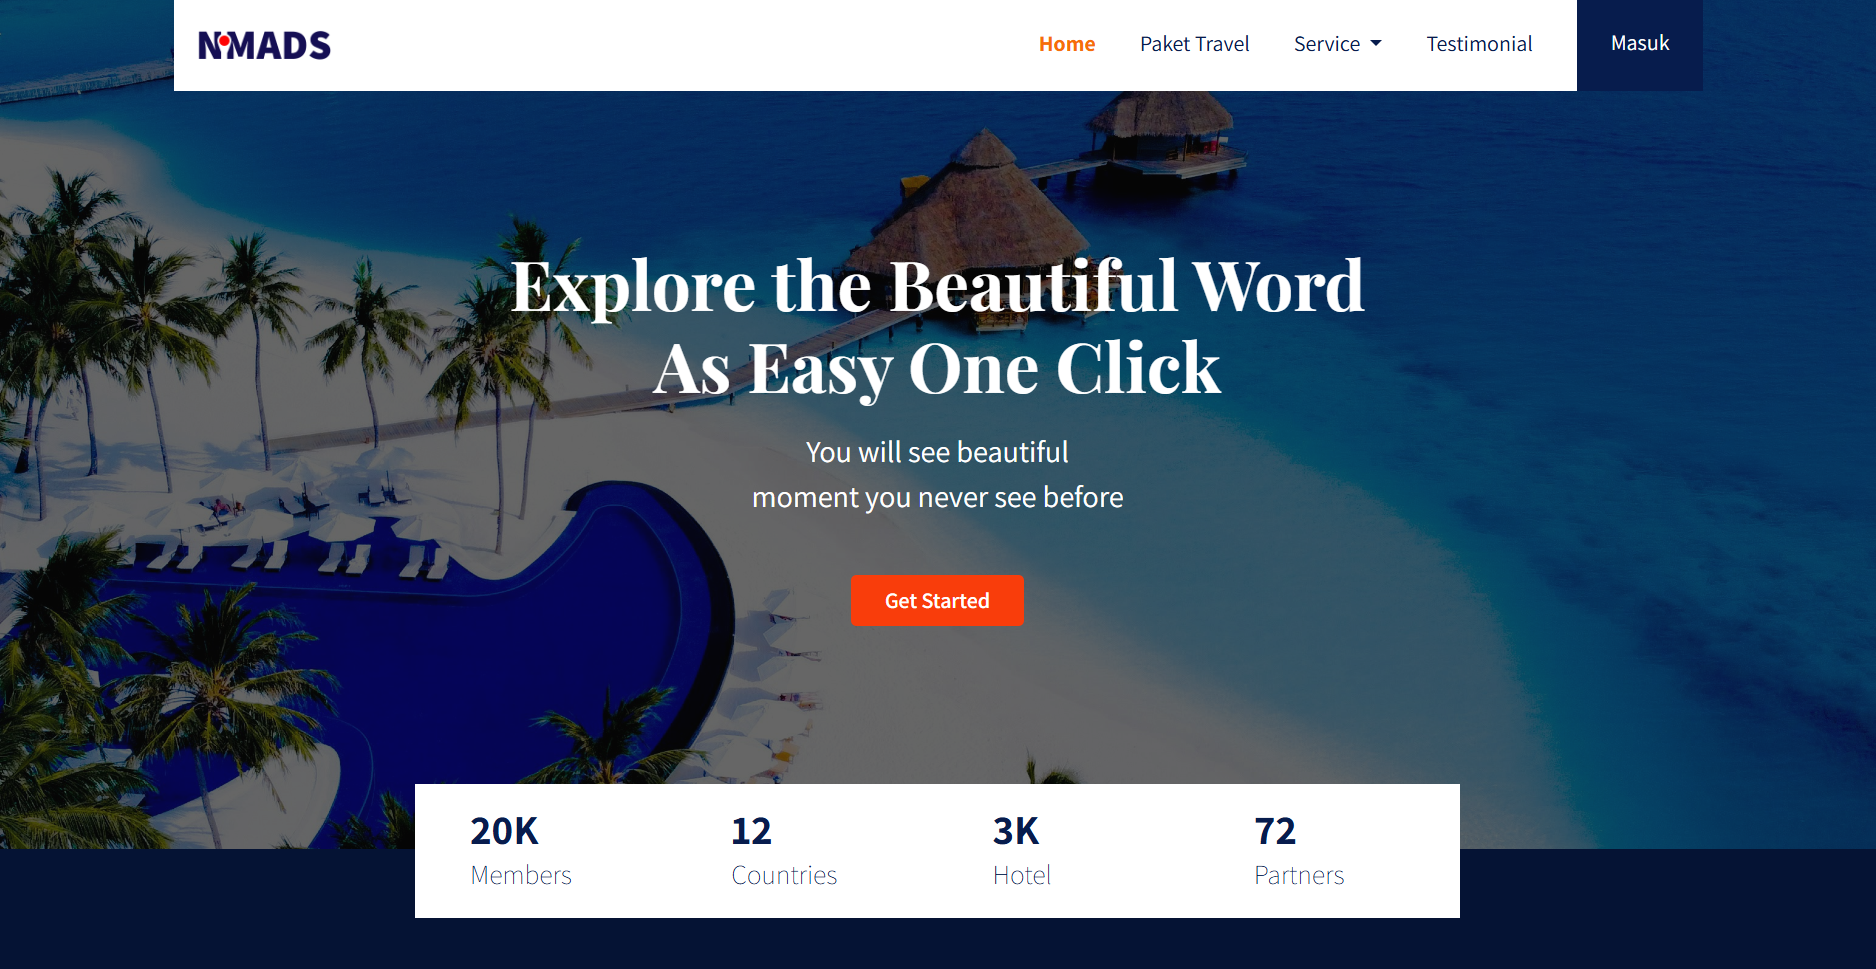 NOMADS
Home
Paket Travel
Service
Testimonial
Masuk
Explore the Beautiful Word
As Easy One Click
You will see beautiful
moment you never see before
Get Started
20K
Members
12
Countries
3K
Hotel
72
Partners